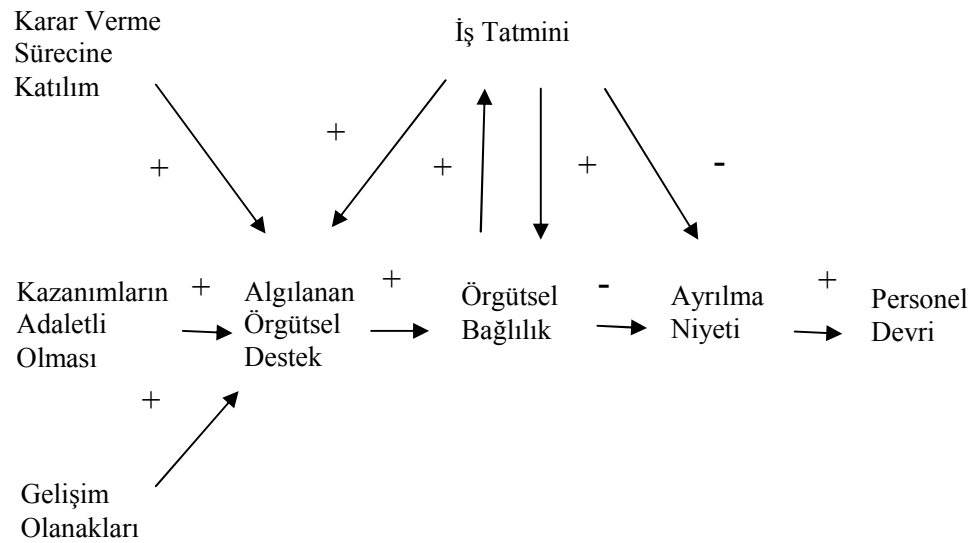 Karar Verme
Sürecine
Katılım
İş Tatmini
+
+
+
+
-
Kazanımların
Adaletli
Olması
+
Algılanan
Örgütsel
Destek
+
Örgütsel
Bağlılık
-
Ayrılma
Niyeti
+
Personel
Devri
+
Gelişim
Olanakları